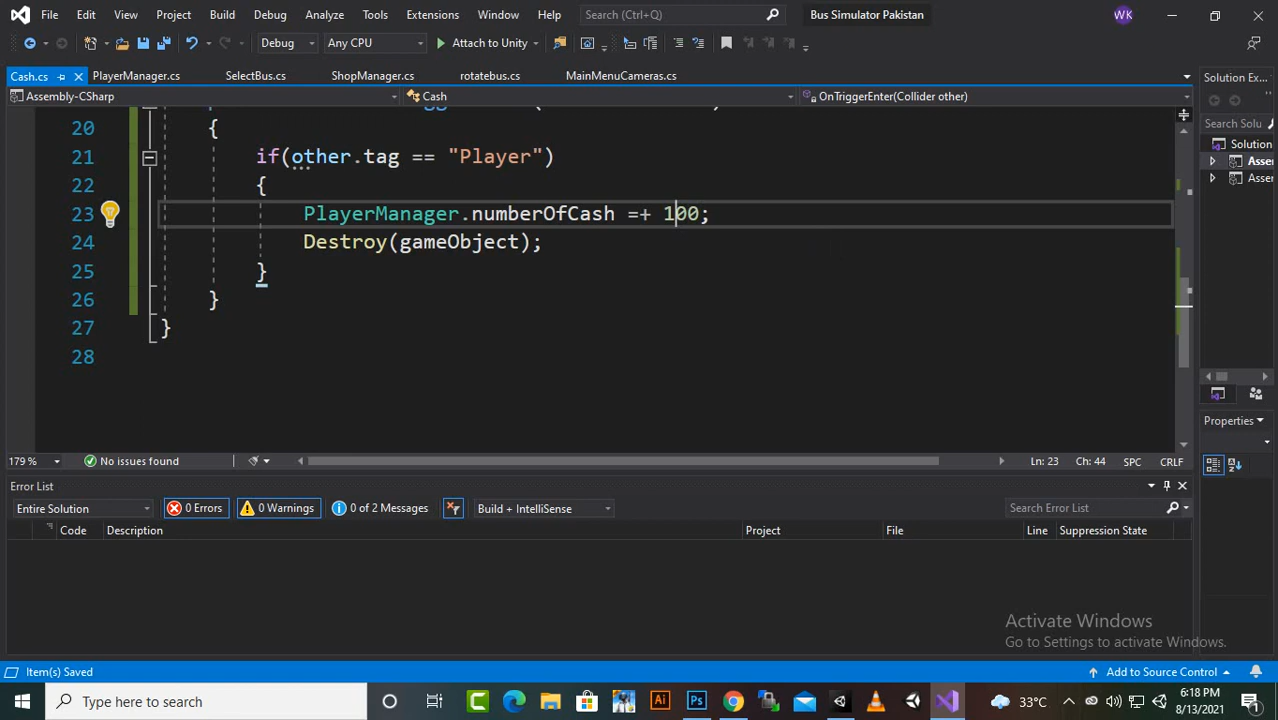 File Edit View Project Build Debug Analyze Tools Extensions Window Help Search (Ctrl+Q) Bus Simulator Pakistan WK
Debug Any CPU Attach to Unity
Cash.cs PlayerManager.cs SelectBus.cs ShopManager.cs rotatebus.cs MainMenuCameras.cs Solution Ex...
Assembly-CSharp Cash OnTriggerEnter(Collider other)
Search Solu
20 {
21 if(other.tag == "Player")
22 {
23 PlayerManager.numberOfCash =+ 100;
24 Destroy(gameObject);
25 }
26 }
27 }
28
Solution
Asse
Asse
Properties
179 % No issues found Ln: 23 Ch: 44 SPC CRLF
Error List
Entire Solution 0 Errors 0 Warnings 0 of 2 Messages Build + IntelliSense Search Error List
Code Description Project File Line Suppression State
Activate Windows
Go to Settings to activate Windows.
Item(s) Saved Add to Source Control
Type here to search Ai Ps 33°C 6:18 PM
8/13/2021